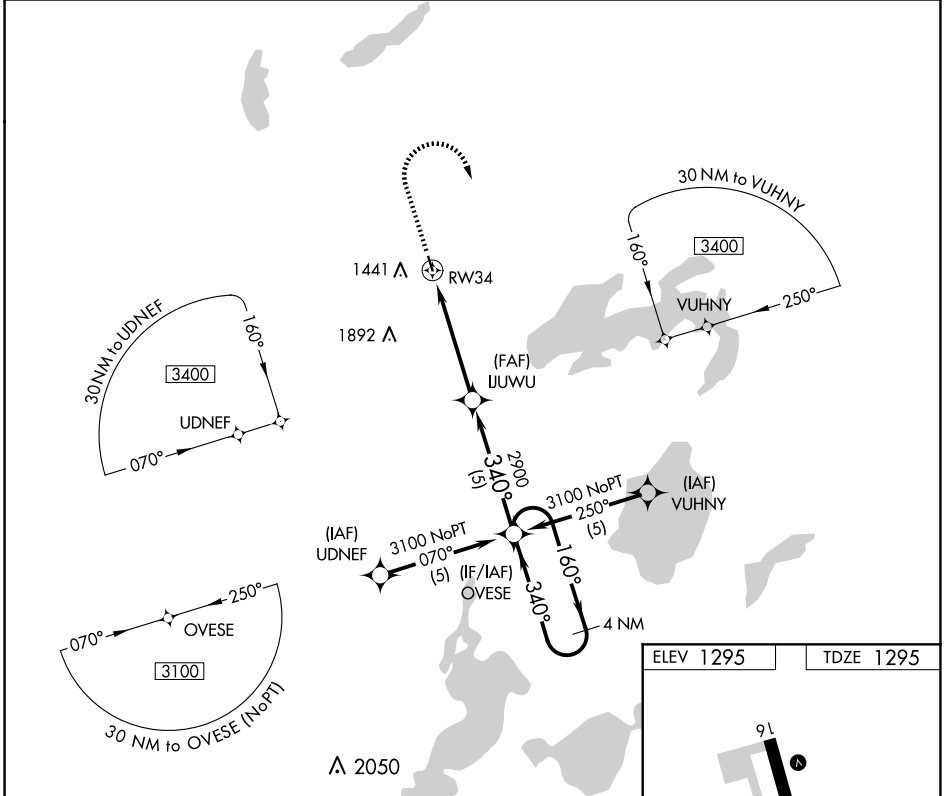 30 NM to VUHNY
160°
3400
VUHNY
250°
1441
RW34
1892
(FAF)
IJUWU
30 NM to UDNEF
160°
3400
UDNEF
070°
2900
340°
(5)
3100 NoPT
250°
(5)
(IAF)
VUHNY
(IAF)
UDNEF
3100 NoPT
070°
(5)
(IF/IAF)
OVESE
160°
340°
4 NM
250°
070°
OVESE
3100
30 NM to OVESE (NoPT)
2050
ELEV 1295
TDZE 1295
16
V